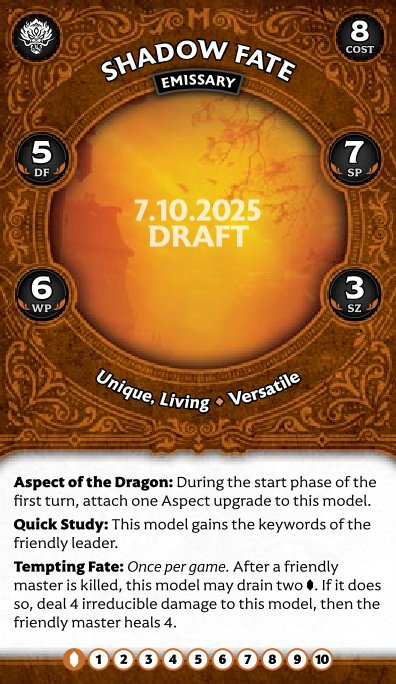 8
COST
SHADOW FATE
EMISSARY
5
DF
7
SP
7.10.2025
DRAFT
6
WP
3
SZ
Unique, Living ◆ Versatile
Aspect of the Dragon: During the start phase of the
first turn, attach one Aspect upgrade to this model.
Quick Study: This model gains the keywords of the
friendly leader.
Tempting Fate: Once per game. After a friendly
master is killed, this model may drain two ⬮. If it does
so, deal 4 irreducible damage to this model, then the
friendly master heals 4.
1 2 3 4 5 6 7 8 9 10